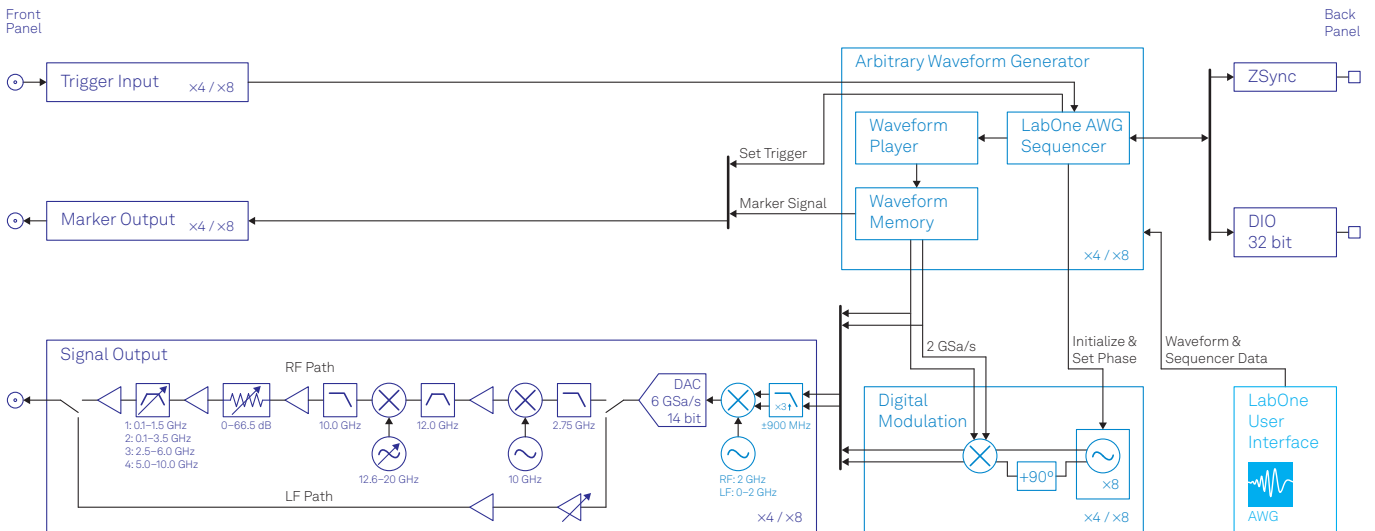 Front
Panel
Back
Panel
Trigger Input
×4 / ×8
Arbitrary Waveform Generator
ZSync
Waveform
Player
LabOne AWG
Sequencer
Set Trigger
Marker Output
×4 / ×8
Marker Signal
Waveform
Memory
DIO
32 bit
×4 / ×8
Signal Output
RF Path
2 GSa/s
Initialize &
Set Phase
Waveform &
Sequencer Data
DAC
6 GSa/s
14 bit
×3
±900 MHz
Digital
Modulation
LabOne
User
Interface
1: 0.1–1.5 GHz
2: 0.1–3.5 GHz
3: 2.5–6.0 GHz
4: 5.0–10.0 GHz
0–66.5 dB
10.0 GHz
12.0 GHz
2.75 GHz
12.6–20 GHz
10 GHz
RF: 2 GHz
LF: 0–2 GHz
+90º
×8
LF Path
×4 / ×8
×4 / ×8
AWG